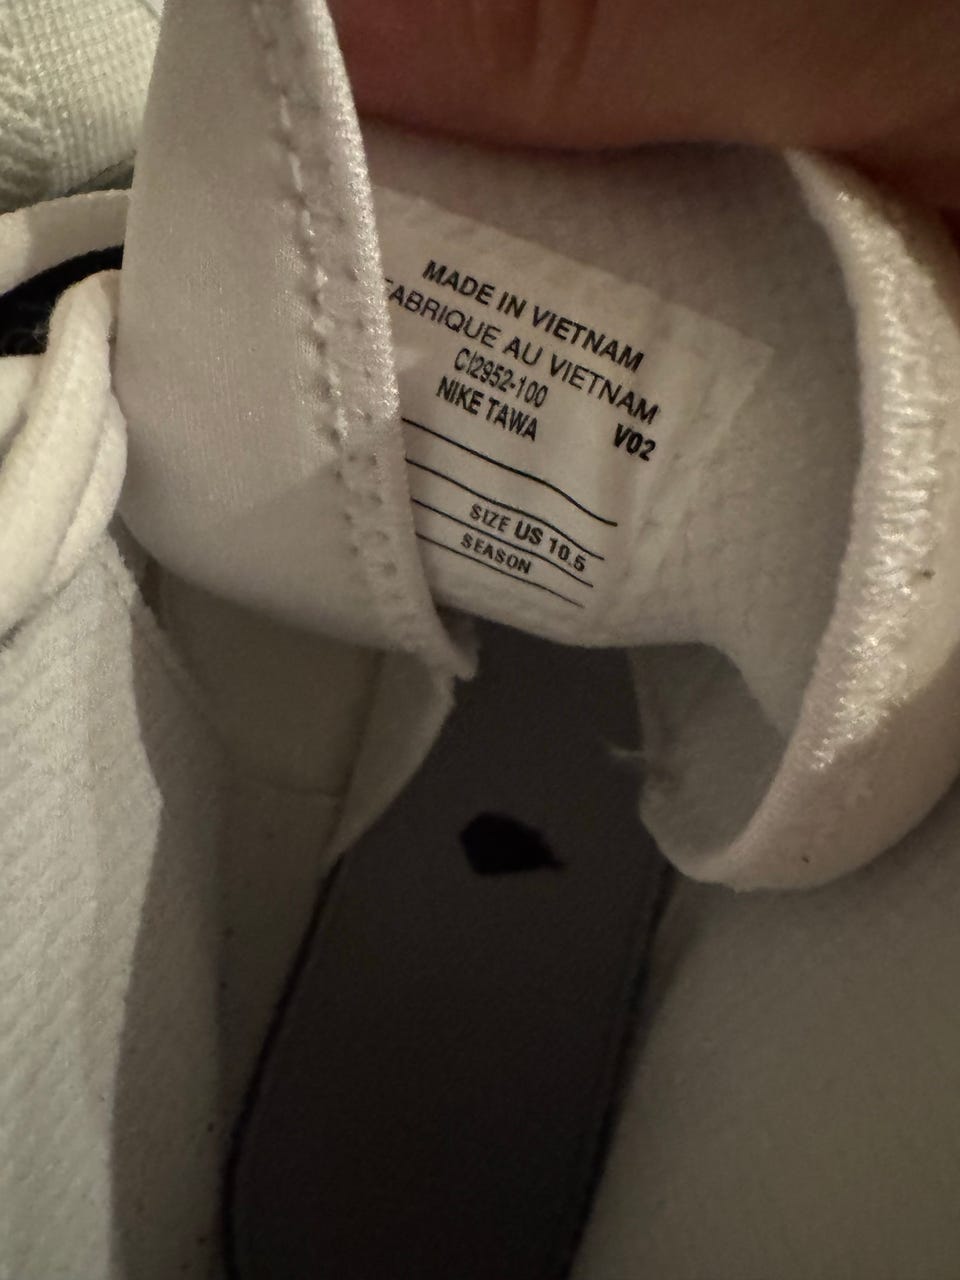 MADE IN VIETNAM
FABRIQUE AU VIETNAM
CI2952-100
NIKE TAWA V02
SIZE US 10.5
SEASON